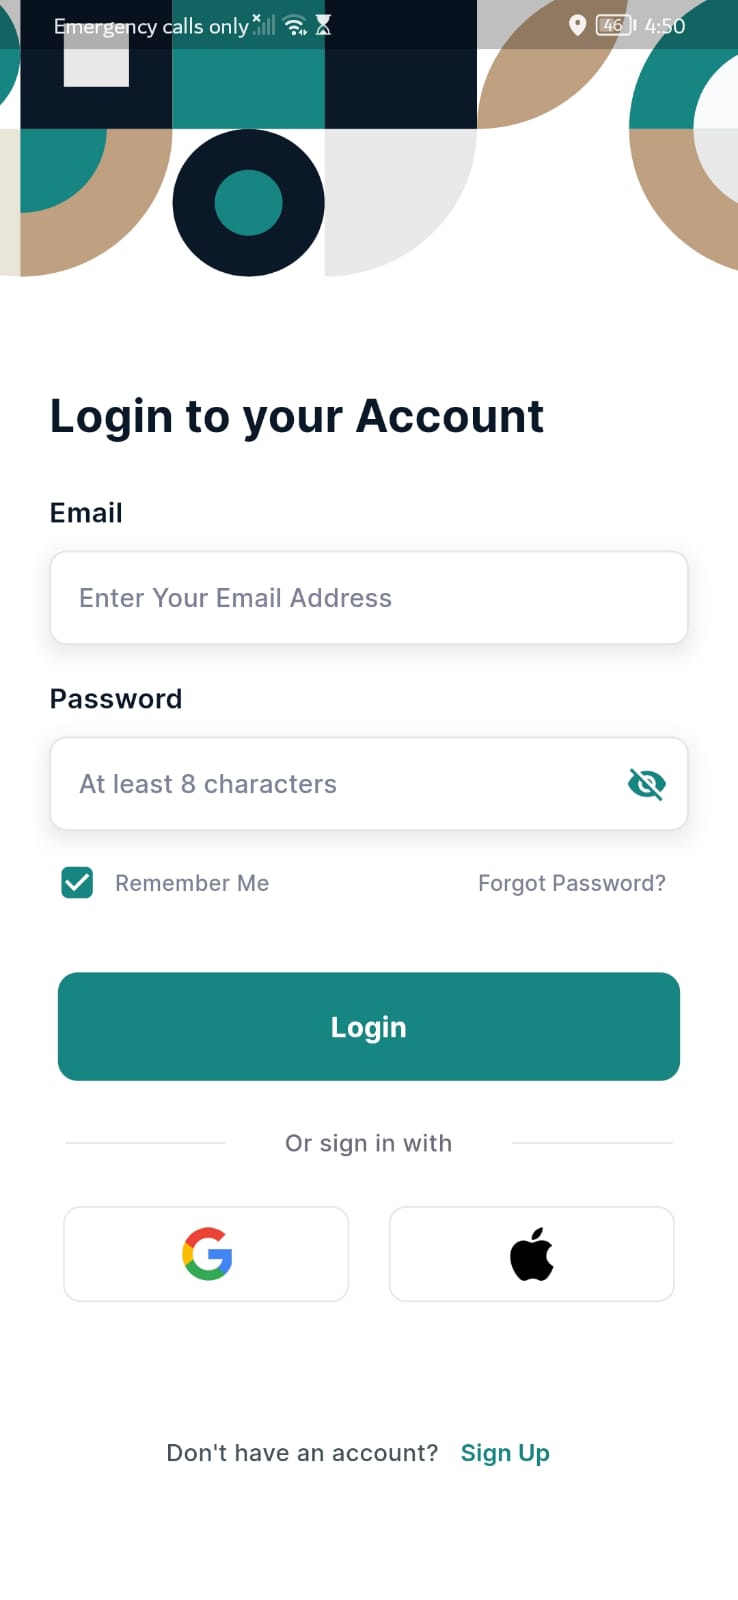 Emergency calls only 46 4:50
Login to your Account
Email
Enter Your Email Address
Password
At least 8 characters
Remember Me Forgot Password?
Login
Or sign in with
Don't have an account? Sign Up